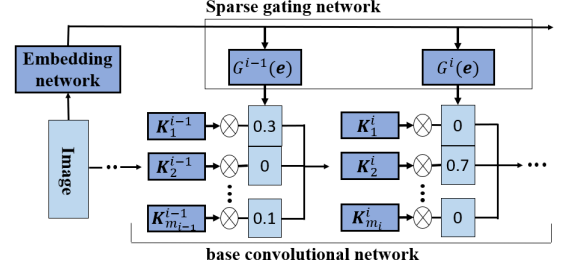 Sparse gating network
Embedding
network
G^{i-1}(e)
G^i(e)
Image
K_1^{i-1}
0.3
K_1^i
0
K_2^{i-1}
0
K_2^i
0.7
K_{m_{i-1}}^{i-1}
0.1
K_{m_i}^i
0
base convolutional network